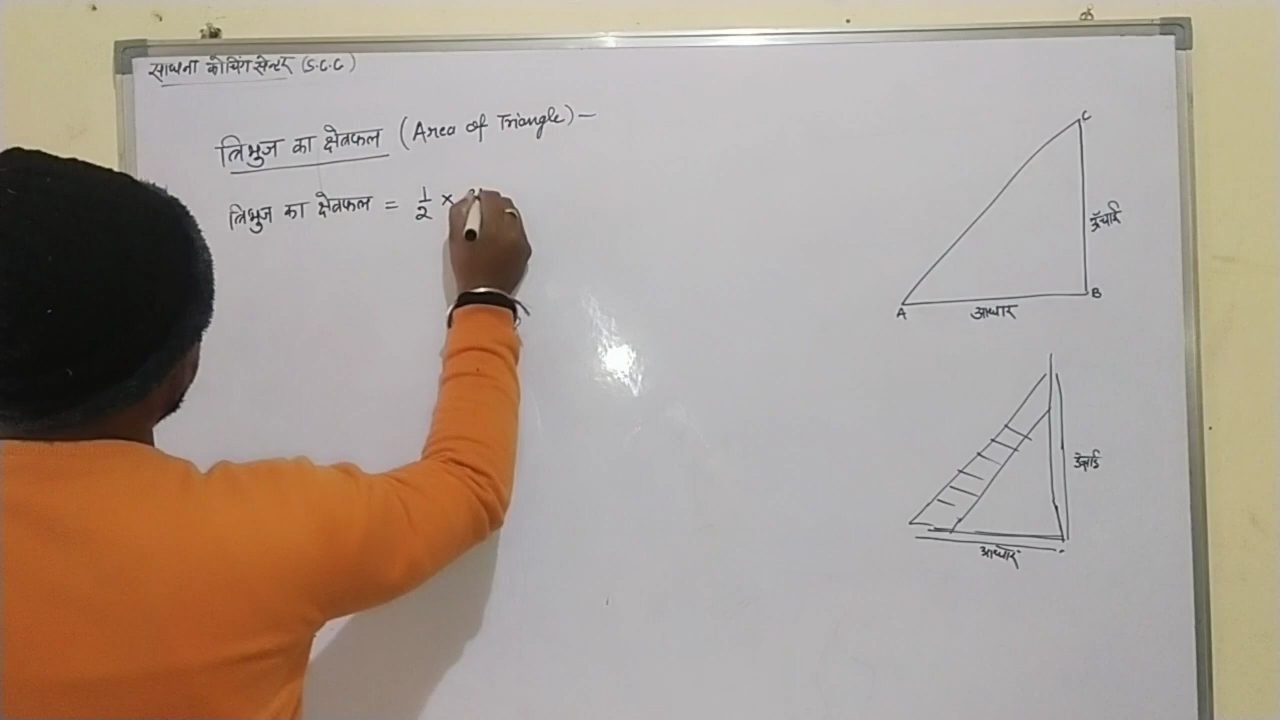 साधना कोचिंग सेन्टर (S.C.C)
त्रिभुज का क्षेत्रफल (Area of Triangle) —
त्रिभुज का क्षेत्रफल = 1/2 ×
C
ऊँचाई
A
B
आधार
ऊँचाई
आधार